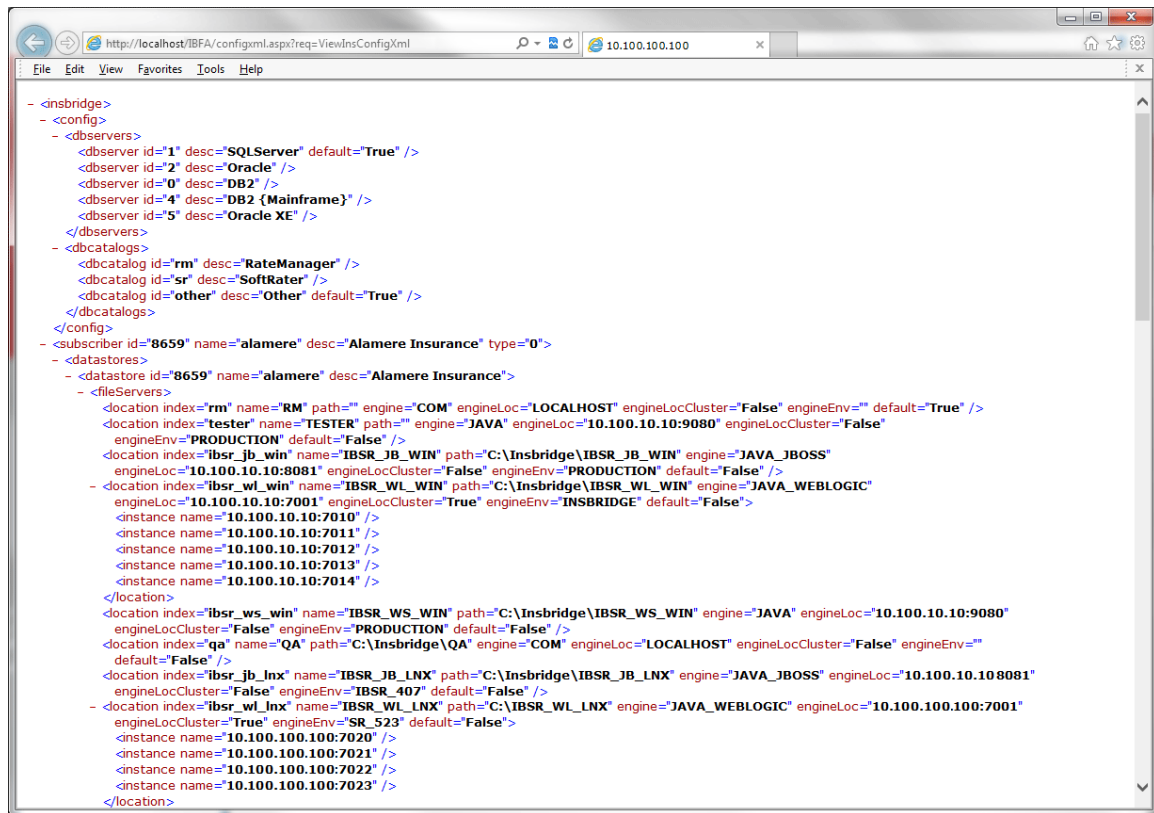 http://localhost/IBFA/configxml.aspx?req=ViewInsConfigXml
10.100.100.100
File Edit View Favorites Tools Help
- <insbridge>
- <config>
- <dbservers>
<dbserver id="1" desc="SQLServer" default="True" />
<dbserver id="2" desc="Oracle" />
<dbserver id="0" desc="DB2" />
<dbserver id="4" desc="DB2 {Mainframe}" />
<dbserver id="5" desc="Oracle XE" />
</dbservers>
- <dbcatalogs>
<dbcatalog id="rm" desc="RateManager" />
<dbcatalog id="sr" desc="SoftRater" />
<dbcatalog id="other" desc="Other" default="True" />
</dbcatalogs>
</config>
- <subscriber id="8659" name="alamere" desc="Alamere Insurance" type="0">
- <datastores>
- <datastore id="8659" name="alamere" desc="Alamere Insurance">
- <fileServers>
<location index="rm" name="RM" path="" engine="COM" engineLoc="LOCALHOST" engineLocCluster="False" engineEnv="" default="True" />
<location index="tester" name="TESTER" path="" engine="JAVA" engineLoc="10.100.10.10:9080" engineLocCluster="False"
engineEnv="PRODUCTION" default="False" />
<location index="ibsr_jb_win" name="IBSR_JB_WIN" path="C:\Insbridge\IBSR_JB_WIN" engine="JAVA_JBOSS"
engineLoc="10.100.10.10:8081" engineLocCluster="False" engineEnv="PRODUCTION" default="False" />
- <location index="ibsr_wl_win" name="IBSR_WL_WIN" path="C:\Insbridge\IBSR_WL_WIN" engine="JAVA_WEBLOGIC"
engineLoc="10.100.10.10:7001" engineLocCluster="True" engineEnv="INSBRIDGE" default="False">
<instance name="10.100.10.10:7010" />
<instance name="10.100.10.10:7011" />
<instance name="10.100.10.10:7012" />
<instance name="10.100.10.10:7013" />
<instance name="10.100.10.10:7014" />
</location>
<location index="ibsr_ws_win" name="IBSR_WS_WIN" path="C:\Insbridge\IBSR_WS_WIN" engine="JAVA" engineLoc="10.100.10.10:9080"
engineLocCluster="False" engineEnv="PRODUCTION" default="False" />
<location index="qa" name="QA" path="C:\Insbridge\QA" engine="COM" engineLoc="LOCALHOST" engineLocCluster="False" engineEnv=""
default="False" />
<location index="ibsr_jb_lnx" name="IBSR_JB_LNX" path="C:\Insbridge\IBSR_JB_LNX" engine="JAVA_JBOSS" engineLoc="10.100.10.108081"
engineLocCluster="False" engineEnv="IBSR_407" default="False" />
- <location index="ibsr_wl_lnx" name="IBSR_WL_LNX" path="C:\IBSR_WL_LNX" engine="JAVA_WEBLOGIC" engineLoc="10.100.100.100:7001"
engineLocCluster="True" engineEnv="SR_523" default="False">
<instance name="10.100.100.100:7020" />
<instance name="10.100.100.100:7021" />
<instance name="10.100.100.100:7022" />
<instance name="10.100.100.100:7023" />
</location>